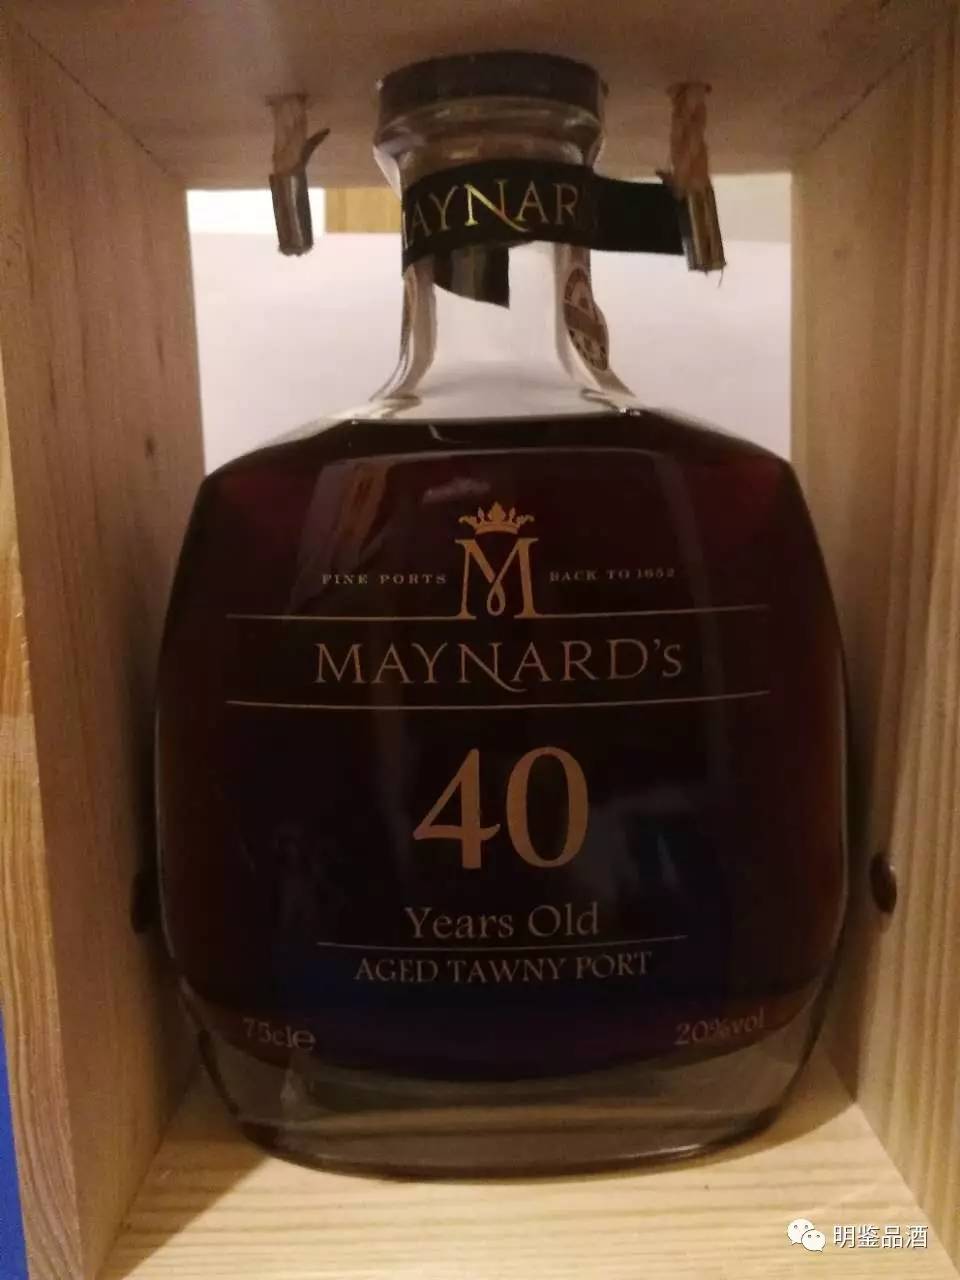 MAYNARD'S
M
FINE PORTS BACK TO 1652
MAYNARD'S
40
Years Old
AGED TAWNY PORT
75cle 20%vol
明鉴品酒